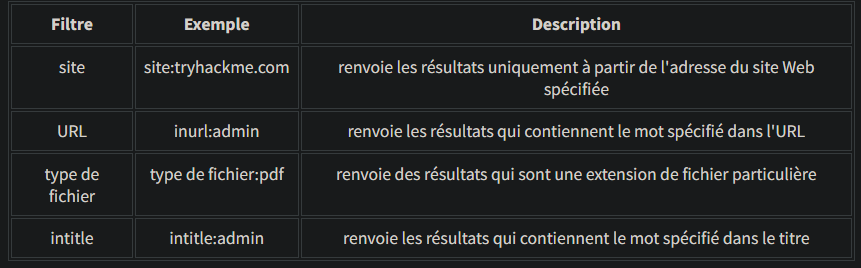 Filtre Exemple Description
site site:tryhackme.com renvoie les résultats uniquement à partir de l'adresse du site Web
spécifiée
URL inurl:admin renvoie les résultats qui contiennent le mot spécifié dans l'URL
type de
fichier
type de fichier:pdf renvoie des résultats qui sont une extension de fichier particulière
intitle intitle:admin renvoie les résultats qui contiennent le mot spécifié dans le titre